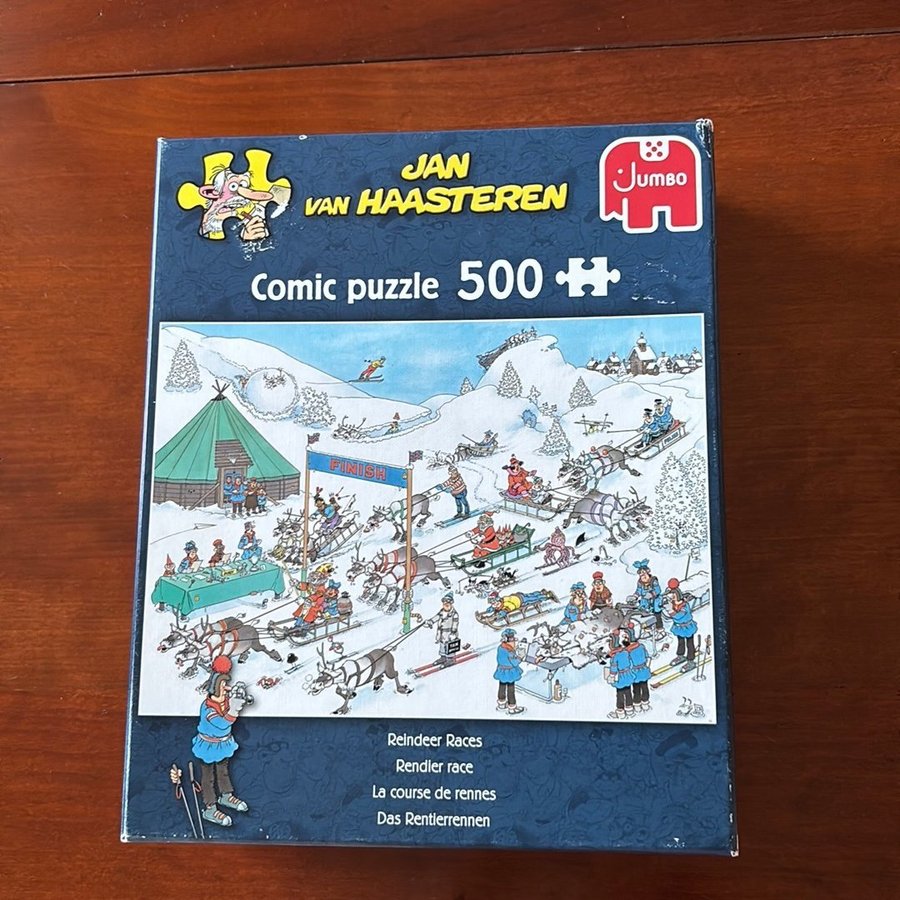 JAN
VAN HAASTEREN
JUMBO
Comic puzzle 500
FINISH
Reindeer Races
Rendier race
La course de rennes
Das Rentierrennen